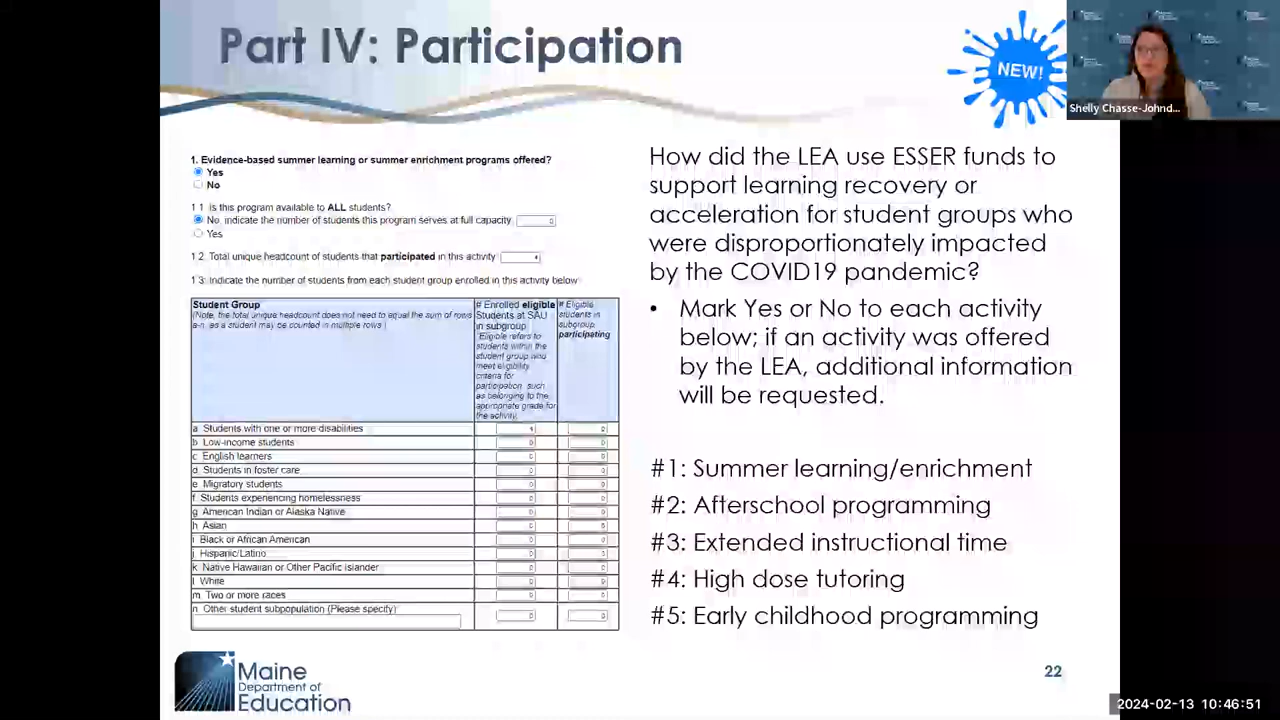 Part IV: Participation
NEW!
Shelly Chasse-Johnd...
1. Evidence-based summer learning or summer enrichment programs offered?
Yes
No
1.1 Is this program available to ALL students?
No, indicate the number of students this program serves at full capacity
Yes
1.2. Total unique headcount of students that participated in this activity
1.3: Indicate the number of students from each student group enrolled in this activity below
Student Group
(Note, the total unique headcount does not need to equal the sum of rows
a-n, as a student may be counted in multiple rows.)
# Enrolled eligible
Students at SAU
in subgroup
*Eligible refers to
students within the
student group who
meet eligibility
criteria for
participation, such
as belonging to the
appropriate grade for
the activity.
# Eligible
students in
subgroup
participating
a Students with one or more disabilities
b Low-income students
c English learners
d Students in foster care
e Migratory students
f Students experiencing homelessness
g American Indian or Alaska Native
h Asian
i Black or African American
j Hispanic/Latino
k Native Hawaiian or Other Pacific islander
l White
m Two or more races
n Other student subpopulation (Please specify)
How did the LEA use ESSER funds to
support learning recovery or
acceleration for student groups who
were disproportionately impacted
by the COVID19 pandemic?
• Mark Yes or No to each activity
below; if an activity was offered
by the LEA, additional information
will be requested.
#1: Summer learning/enrichment
#2: Afterschool programming
#3: Extended instructional time
#4: High dose tutoring
#5: Early childhood programming
Maine
Department of
Education
22
2024-02-13 10:46:51